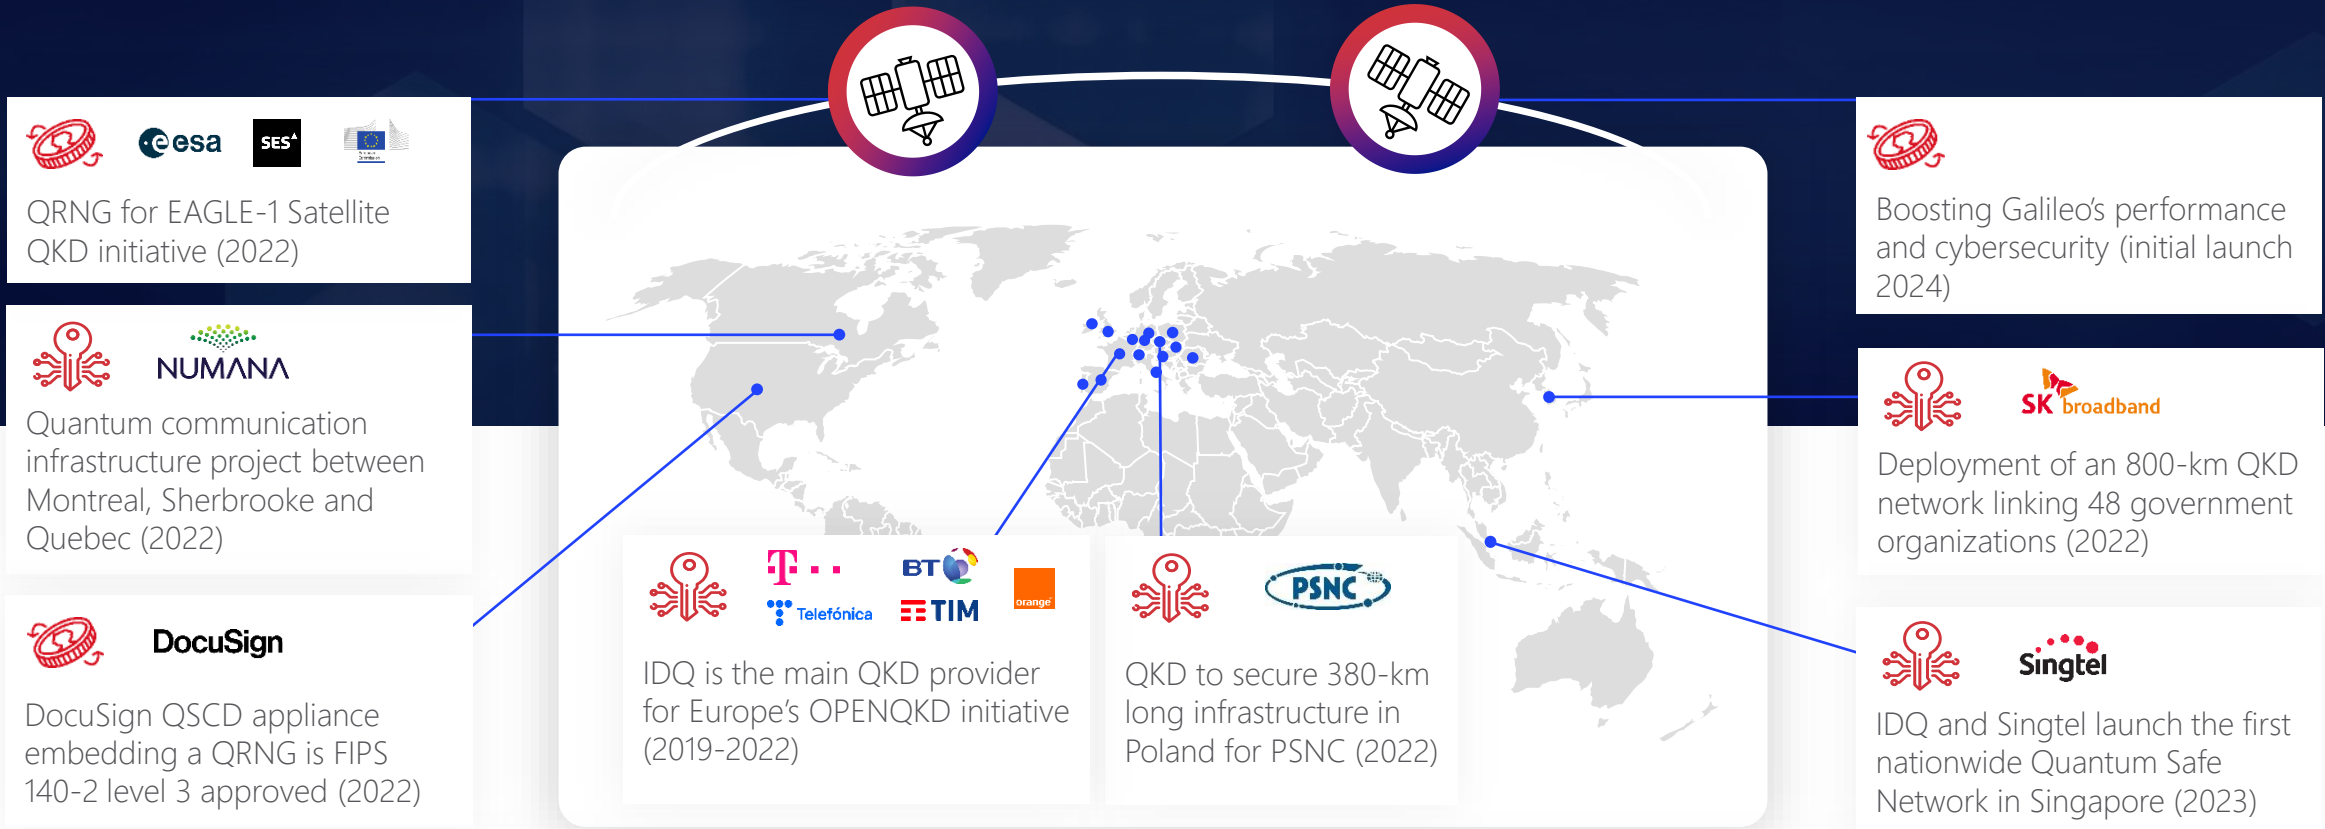 esa
SES
QRNG for EAGLE-1 Satellite
QKD initiative (2022)
NUMANA
Quantum communication
infrastructure project between
Montreal, Sherbrooke and
Quebec (2022)
DocuSign
DocuSign QSCD appliance
embedding a QRNG is FIPS
140-2 level 3 approved (2022)
T
BT
orange
Telefónica
TIM
IDQ is the main QKD provider
for Europe's OPENQKD initiative
(2019-2022)
PSNC
QKD to secure 380-km
long infrastructure in
Poland for PSNC (2022)
Boosting Galileo's performance
and cybersecurity (initial launch
2024)
SK broadband
Deployment of an 800-km QKD
network linking 48 government
organizations (2022)
Singtel
IDQ and Singtel launch the first
nationwide Quantum Safe
Network in Singapore (2023)